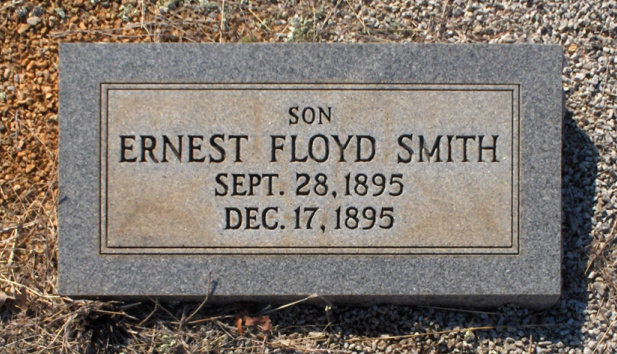 SON
ERNEST FLOYD SMITH
SEPT. 28, 1895
DEC. 17, 1895